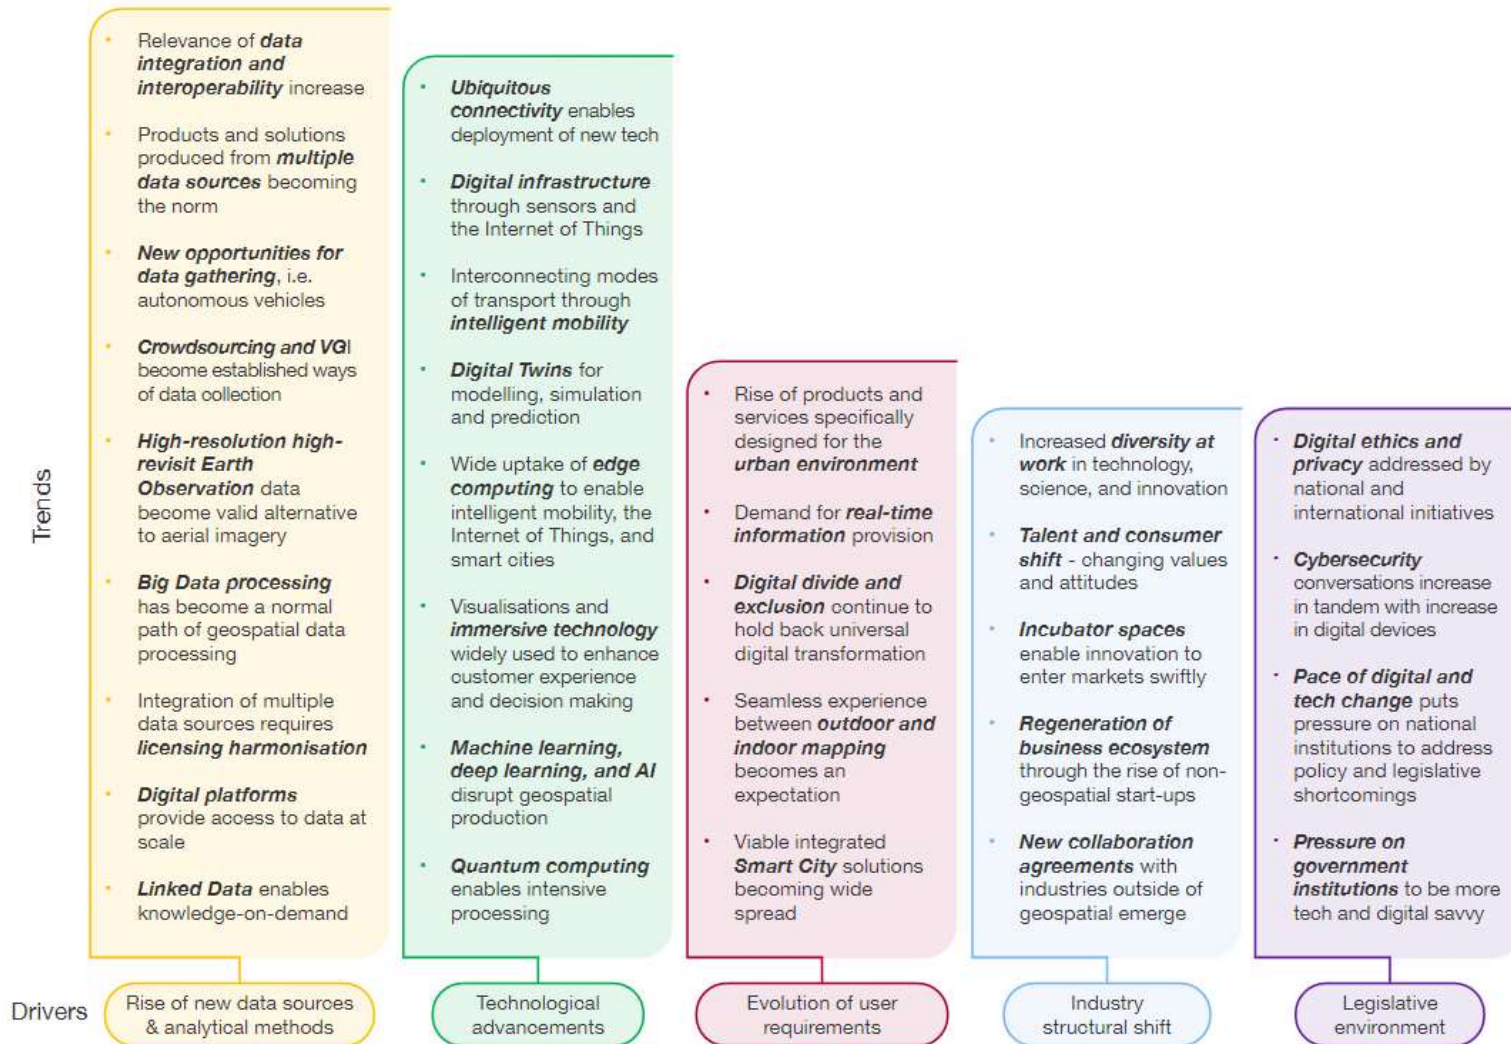 Trends
• Relevance of data
integration and
interoperability increase
• Products and solutions
produced from multiple
data sources becoming
the norm
• New opportunities for
data gathering, i.e.
autonomous vehicles
• Crowdsourcing and VGI
become established ways
of data collection
• High-resolution high-
revisit Earth
Observation data
become valid alternative
to aerial imagery
• Big Data processing
has become a normal
path of geospatial data
processing
• Integration of multiple
data sources requires
licensing harmonisation
• Digital platforms
provide access to data at
scale
• Linked Data enables
knowledge-on-demand
• Ubiquitous
connectivity enables
deployment of new tech
• Digital infrastructure
through sensors and
the Internet of Things
• Interconnecting modes
of transport through
intelligent mobility
• Digital Twins for
modelling, simulation
and prediction
• Wide uptake of edge
computing to enable
intelligent mobility, the
Internet of Things, and
smart cities
• Visualisations and
immersive technology
widely used to enhance
customer experience
and decision making
• Machine learning,
deep learning, and AI
disrupt geospatial
production
• Quantum computing
enables intensive
processing
• Rise of products and
services specifically
designed for the
urban environment
• Demand for real-time
information provision
• Digital divide and
exclusion continue to
hold back universal
digital transformation
• Seamless experience
between outdoor and
indoor mapping
becomes an
expectation
• Viable integrated
Smart City solutions
becoming wide
spread
• Increased diversity at
work in technology,
science, and innovation
• Talent and consumer
shift - changing values
and attitudes
• Incubator spaces
enable innovation to
enter markets swiftly
• Regeneration of
business ecosystem
through the rise of non-
geospatial start-ups
• New collaboration
agreements with
industries outside of
geospatial emerge
• Digital ethics and
privacy addressed by
national and
international initiatives
• Cybersecurity
conversations increase
in tandem with increase
in digital devices
• Pace of digital and
tech change puts
pressure on national
institutions to address
policy and legislative
shortcomings
• Pressure on
government
institutions to be more
tech and digital savvy
Drivers
Rise of new data sources
& analytical methods
Technological
advancements
Evolution of user
requirements
Industry
structural shift
Legislative
environment